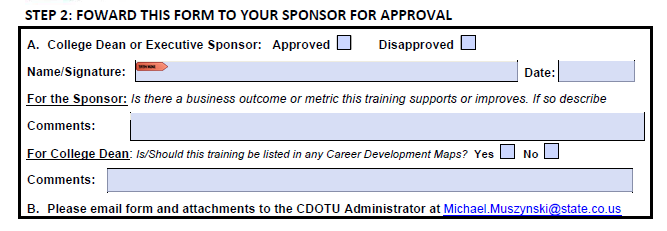 STEP 2: FOWARD THIS FORM TO YOUR SPONSOR FOR APPROVAL
A. College Dean or Executive Sponsor: Approved Disapproved
Name/Signature: Date:
For the Sponsor: Is there a business outcome or metric this training supports or improves. If so describe
Comments:
For College Dean: Is/Should this training be listed in any Career Development Maps? Yes No
Comments:
B. Please email form and attachments to the CDOTU Administrator at Michael.Muszynski@state.co.us